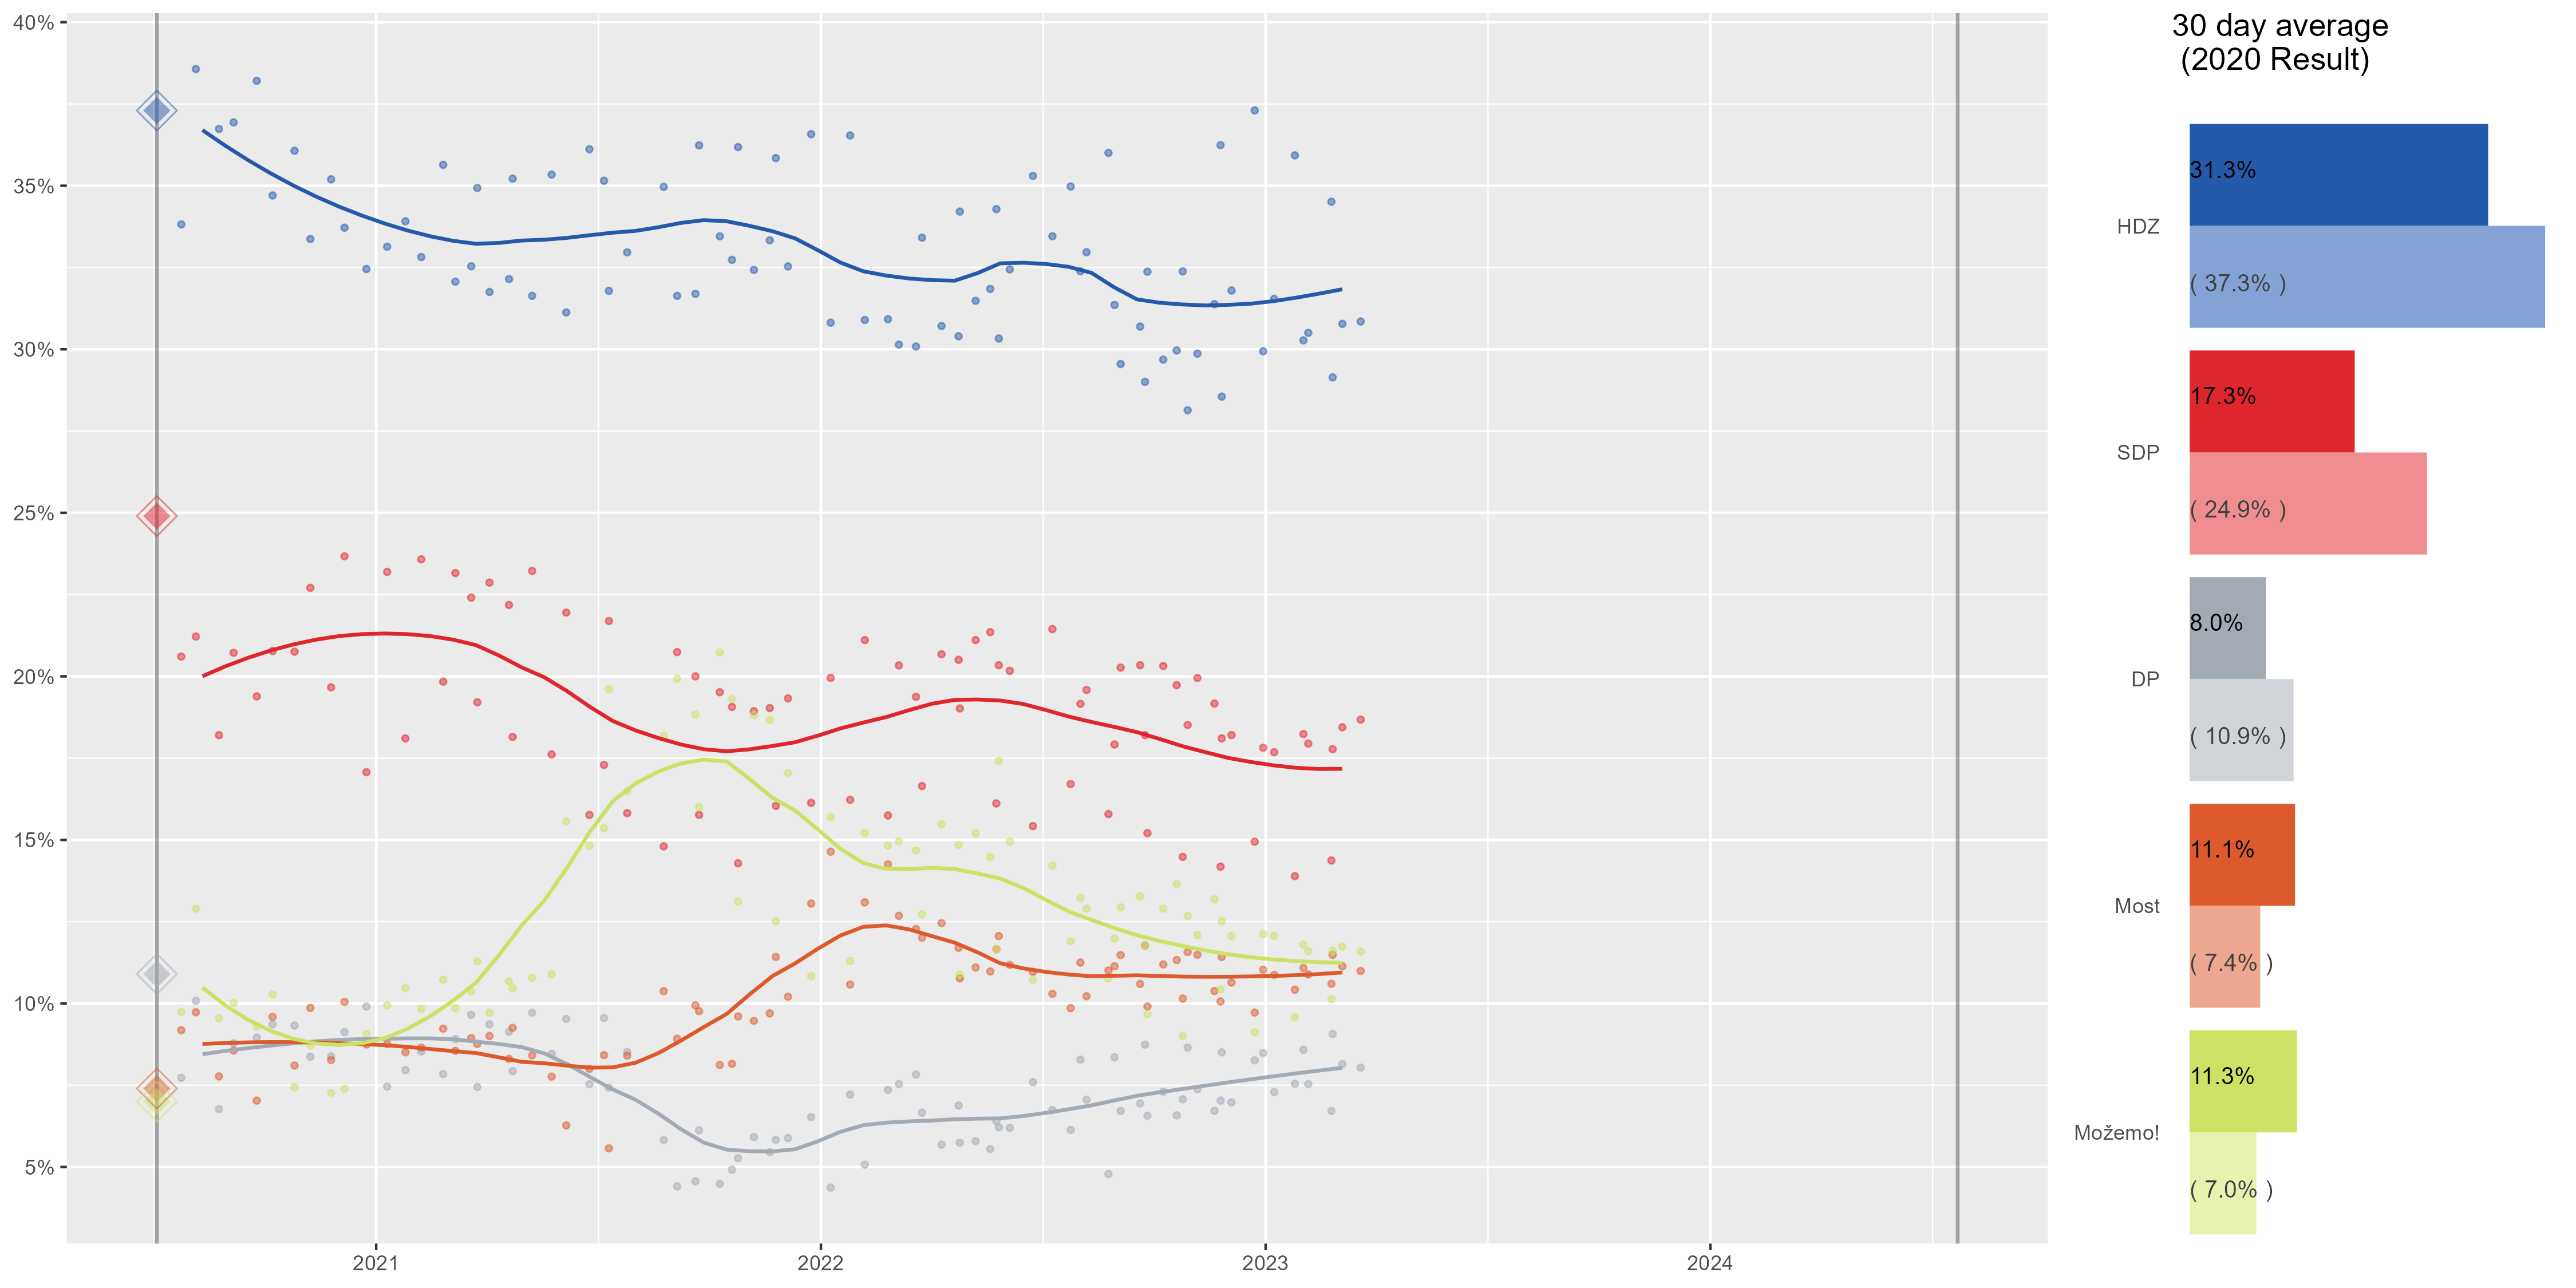 40%
35%
30%
25%
20%
15%
10%
5%
2021
2022
2023
2024
30 day average
(2020 Result)
HDZ
31.3%
( 37.3% )
SDP
17.3%
( 24.9% )
DP
8.0%
( 10.9% )
Most
11.1%
( 7.4% )
Možemo!
11.3%
( 7.0% )